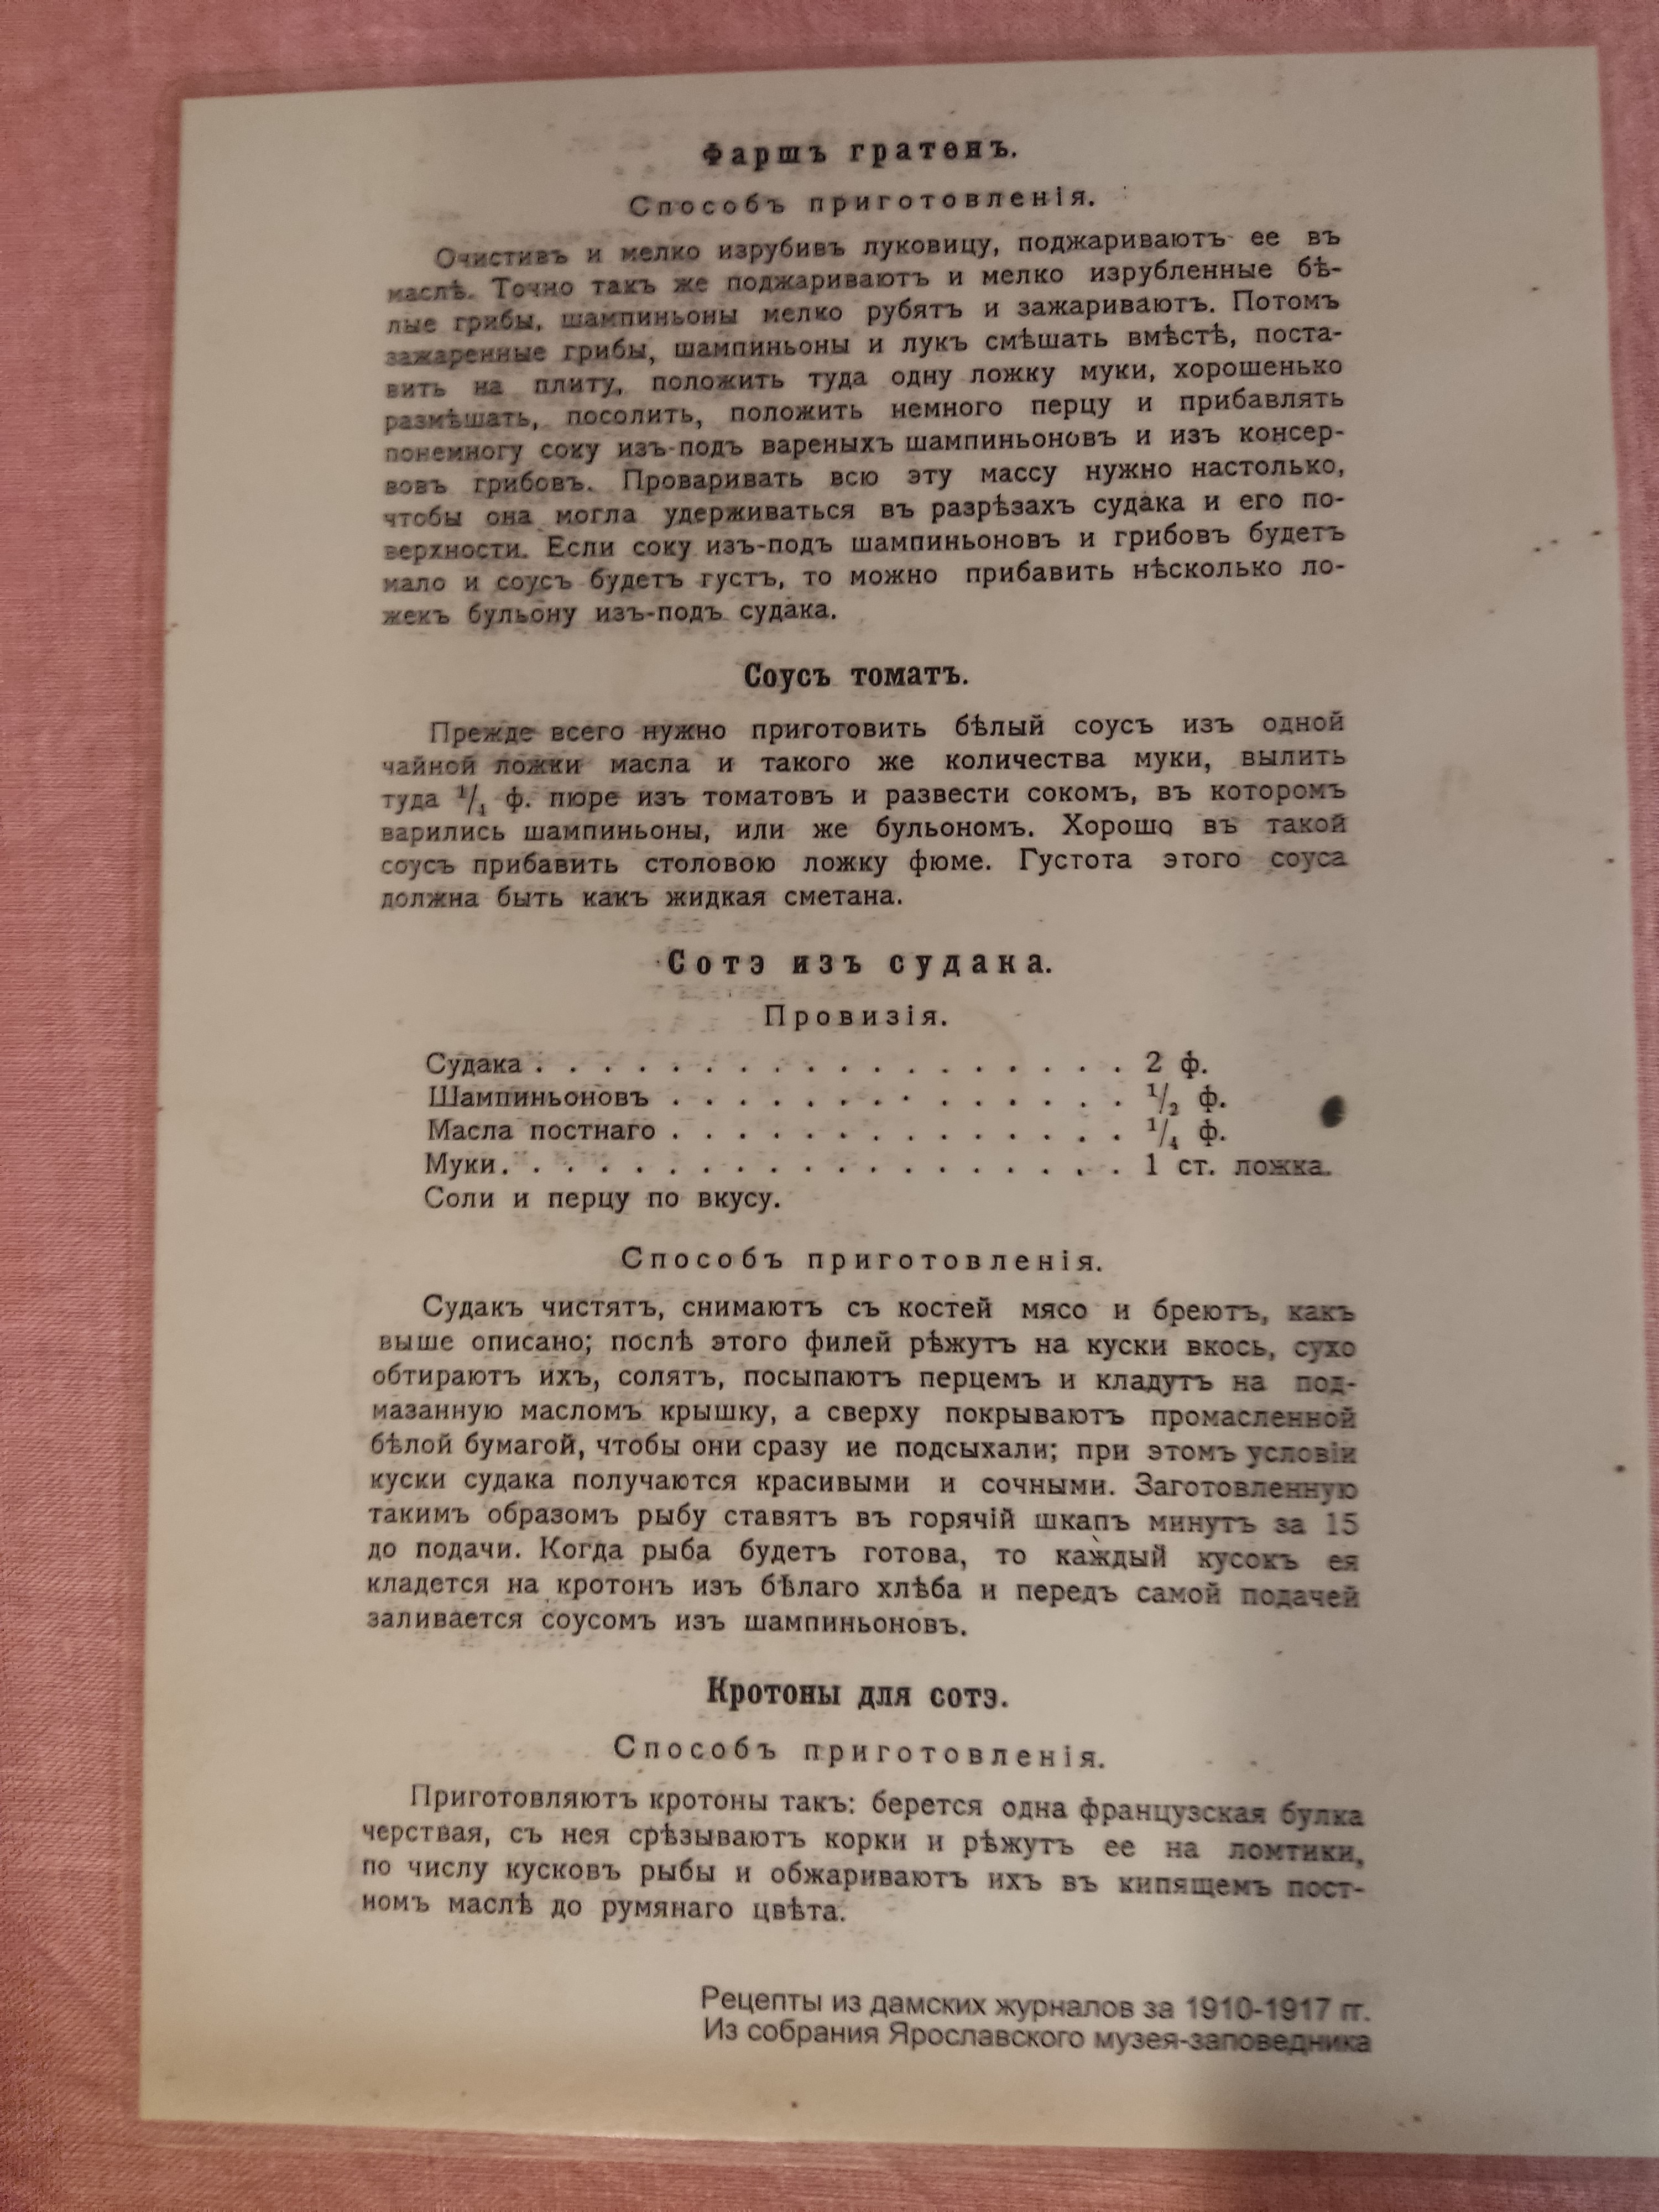 Фаршъ гратенъ.
Способъ приготовленія.
Очистивъ и мелко изрубивъ луковицу, поджариваютъ ее въ
маслѣ. Точно такъ же поджариваютъ и мелко изрубленные бѣ-
лые грибы, шампиньоны мелко рубятъ и зажариваютъ. Потомъ
зажаренные грибы, шампиньоны и лукъ смѣшать вмѣстѣ, поста-
вить на плиту, положить туда одну ложку муки, хорошенько
размѣшать, посолить, положить немного перцу и прибавлять
понемногу соку изъ-подъ вареныхъ шампиньоновъ и изъ консер-
вовъ грибовъ. Проваривать всю эту массу нужно настолько,
чтобы она могла удерживаться въ разрѣзахъ судака и его по-
верхности. Если соку изъ-подъ шампиньоновъ и грибовъ будетъ
мало и соусъ будетъ густъ, то можно прибавить нѣсколько ло-
жекъ бульону изъ-подъ судака.
Соусъ томатъ.
Прежде всего нужно приготовить бѣлый соусъ изъ одной
чайной ложки масла и такого же количества муки, вылить
туда 1/4 ф. пюре изъ томатовъ и развести сокомъ, въ которомъ
варились шампиньоны, или же бульономъ. Хорошо въ такой
соусъ прибавить столовою ложку фюме. Густота этого соуса
должна быть какъ жидкая сметана.
Сотэ изъ судака.
Провизія.
Судака . . . . . . . . . . . . . . . . . . 2 ф.
Шампиньоновъ . . . . . . . . . . . . . . 1/2 ф.
Масла постнаго . . . . . . . . . . . . . . 1/4 ф.
Муки . . . . . . . . . . . . . . . . . . . 1 ст. ложка.
Соли и перцу по вкусу.
Способъ приготовленія.
Судакъ чистятъ, снимаютъ съ костей мясо и бреютъ, какъ
выше описано; послѣ этого филей рѣжутъ на куски вкось, сухо
обтираютъ ихъ, солятъ, посыпаютъ перцемъ и кладутъ на под-
мазанную масломъ крышку, а сверху покрываютъ промасленной
бѣлой бумагой, чтобы они сразу не подсыхали; при этомъ условіи
куски судака получаются красивыми и сочными. Заготовленную
такимъ образомъ рыбу ставятъ въ горячій шкапъ минутъ за 15
до подачи. Когда рыба будетъ готова, то каждый кусокъ ея
кладется на кротонъ изъ бѣлаго хлѣба и передъ самой подачей
заливается соусомъ изъ шампиньоновъ.
Кротоны для сотэ.
Способъ приготовленія.
Приготовляютъ кротоны такъ: берется одна французская булка
черствая, съ нея срѣзываютъ корки и рѣжутъ ее на ломтики,
по числу кусковъ рыбы и обжариваютъ ихъ въ кипящемъ пост-
номъ маслѣ до румянаго цвѣта.
Рецепты из дамских журналов за 1910-1917 гг.
Из собрания Ярославского музея-заповедника